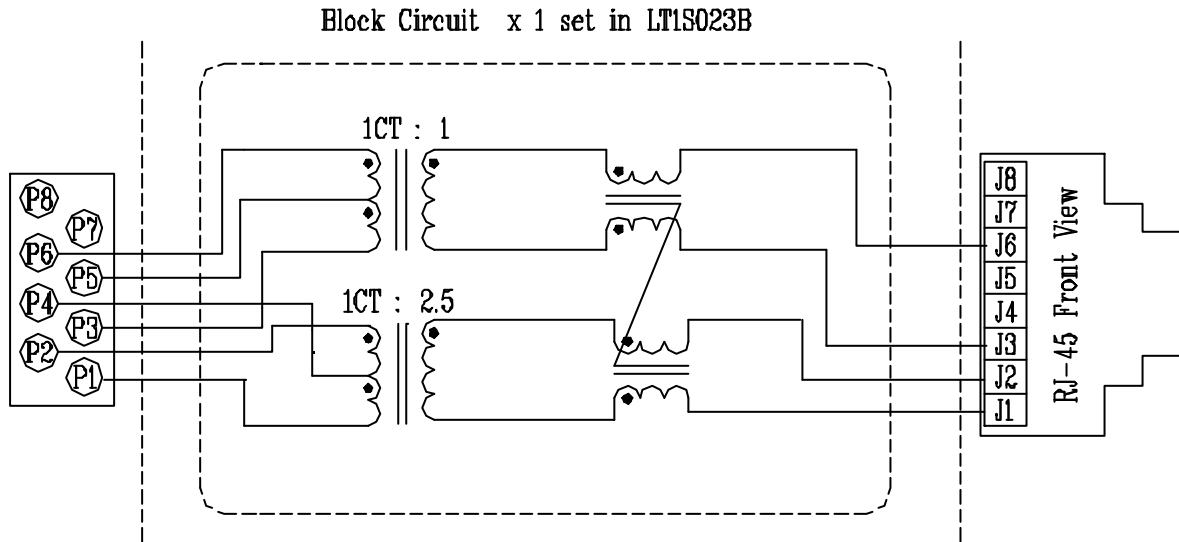 Block Circuit x 1 set in LT1S023B
1CT : 1
P8
P7
P6
P5
P4
P3
P2
P1
1CT : 2.5
J8
J7
J6
J5
J4
J3
J2
J1
RJ-45 Front View